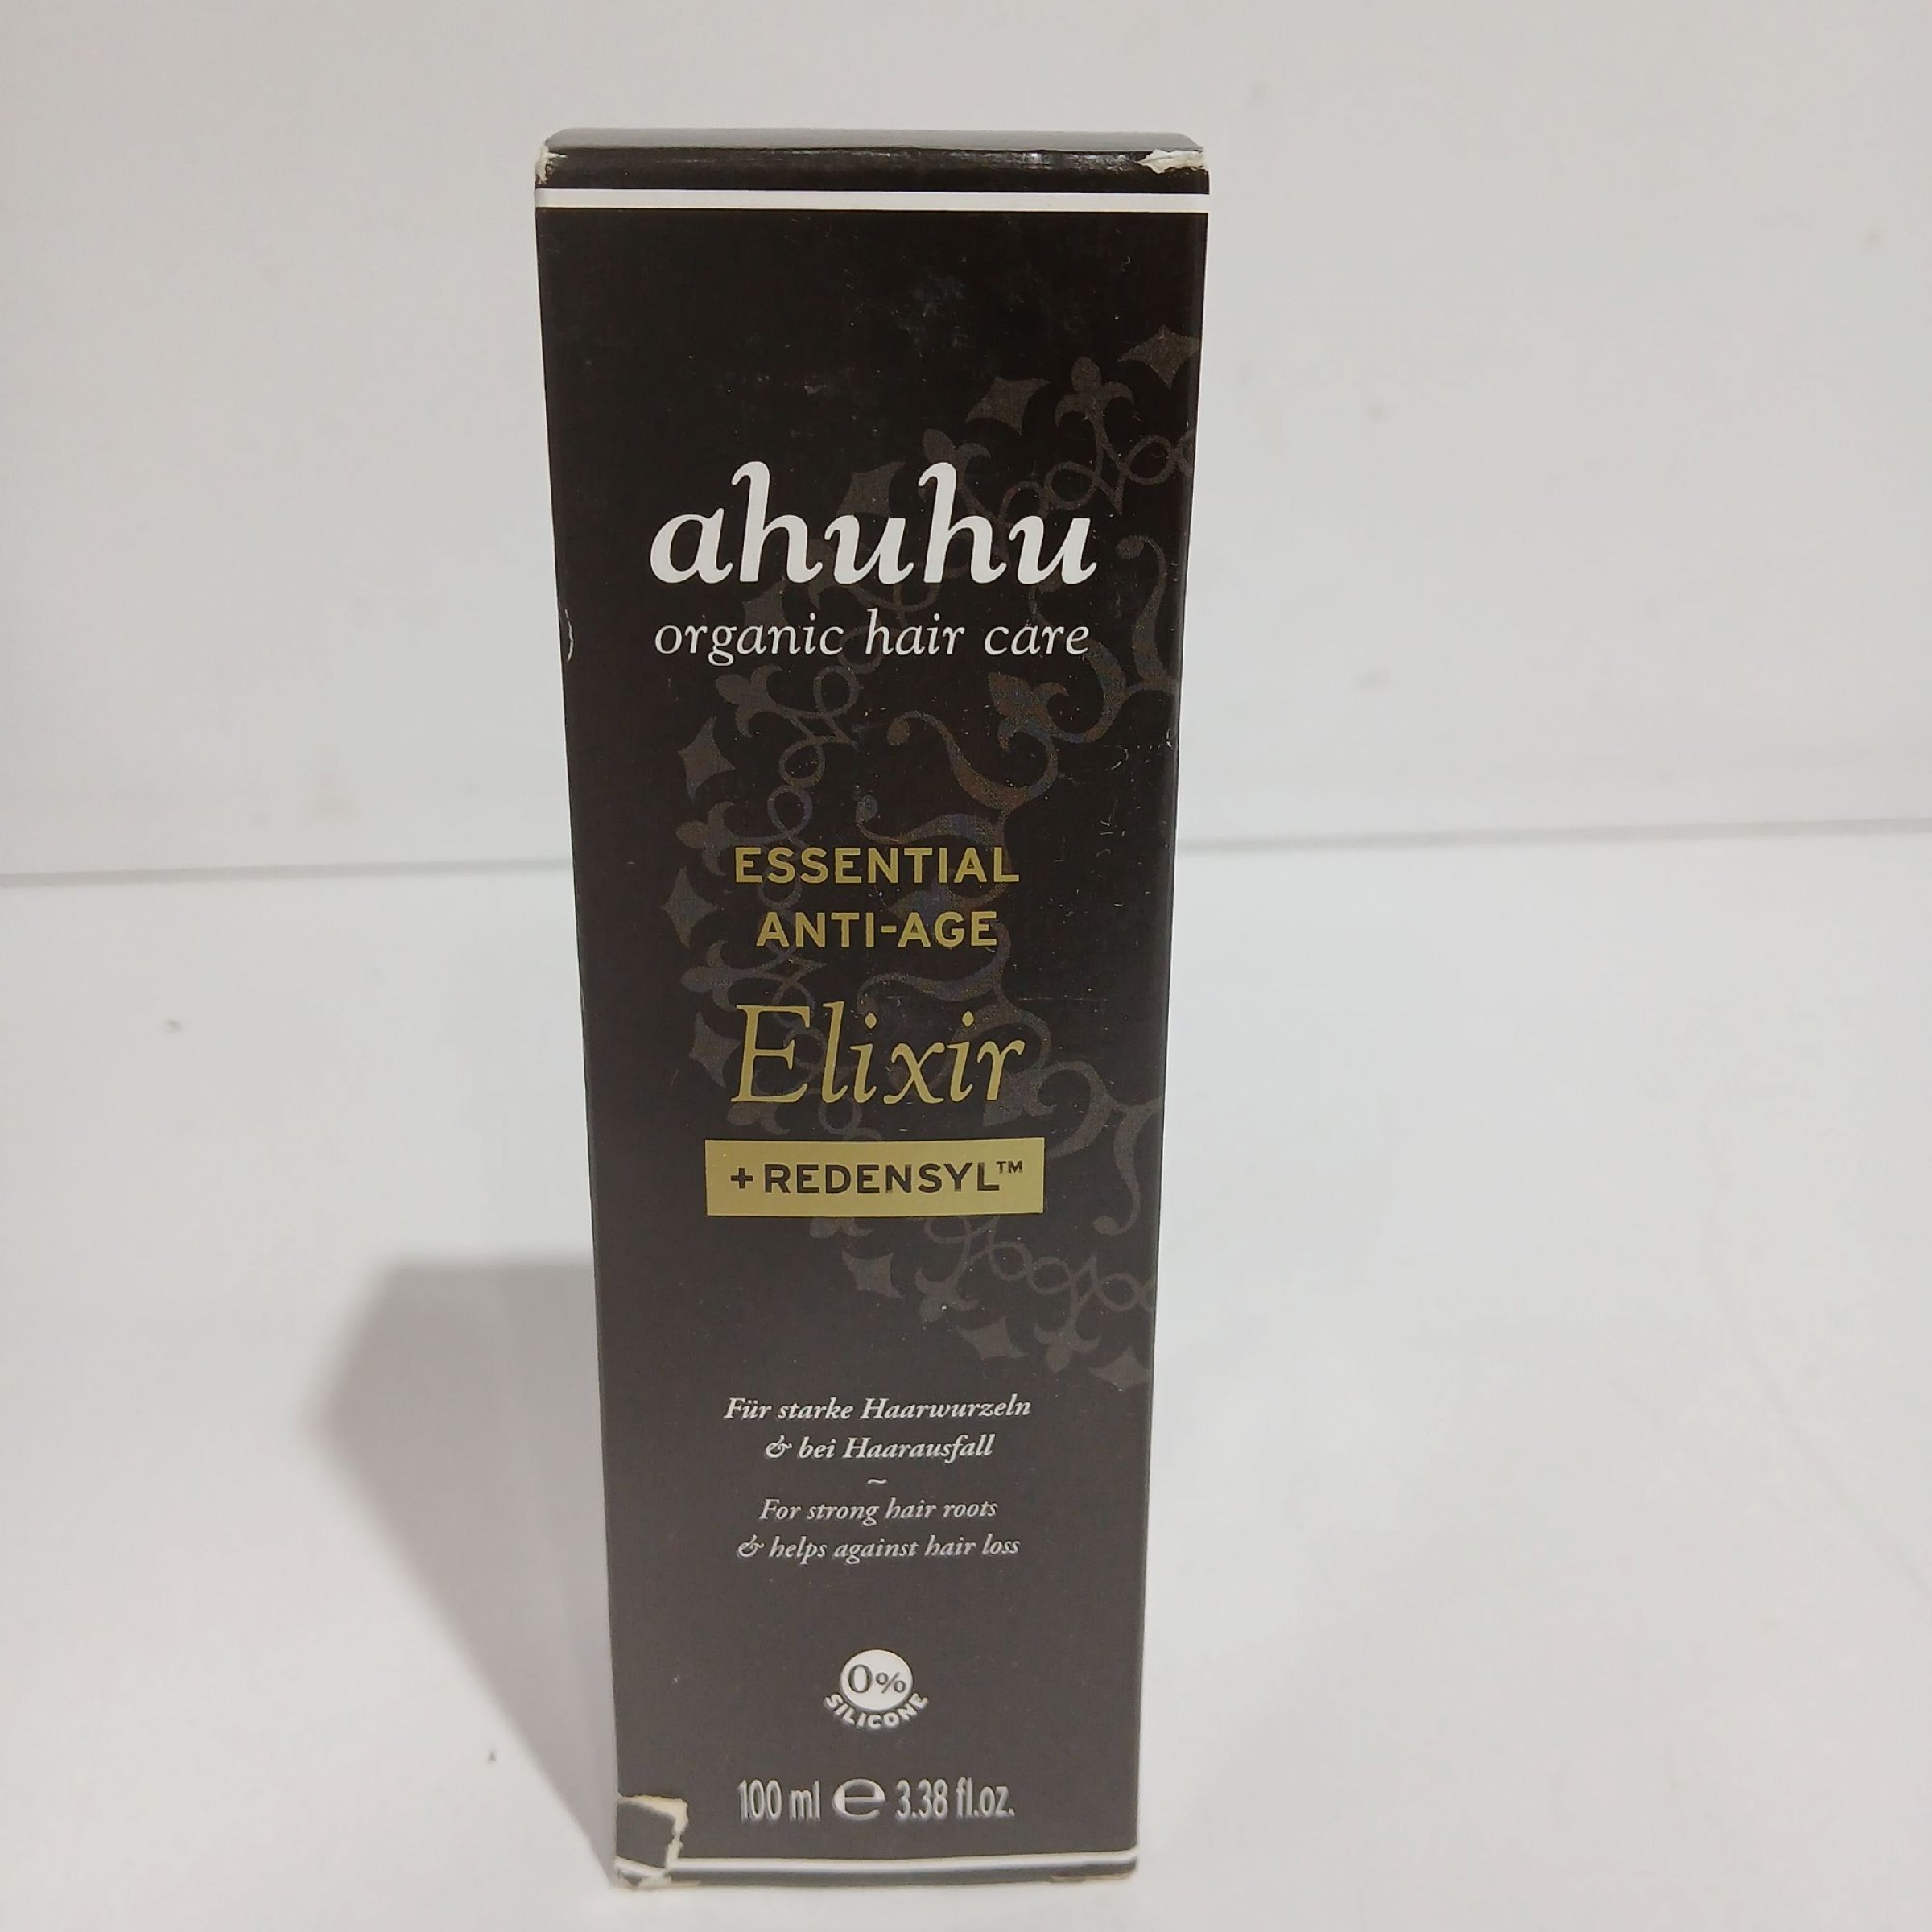 ahuhu
organic hair care
ESSENTIAL
ANTI-AGE
Elixir
+ REDENSYL™
Für starke Haarwurzeln
& bei Haarausfall
~
For strong hair roots
& helps against hair loss
0%
SILICONE
100 ml ℮ 3.38 fl.oz.